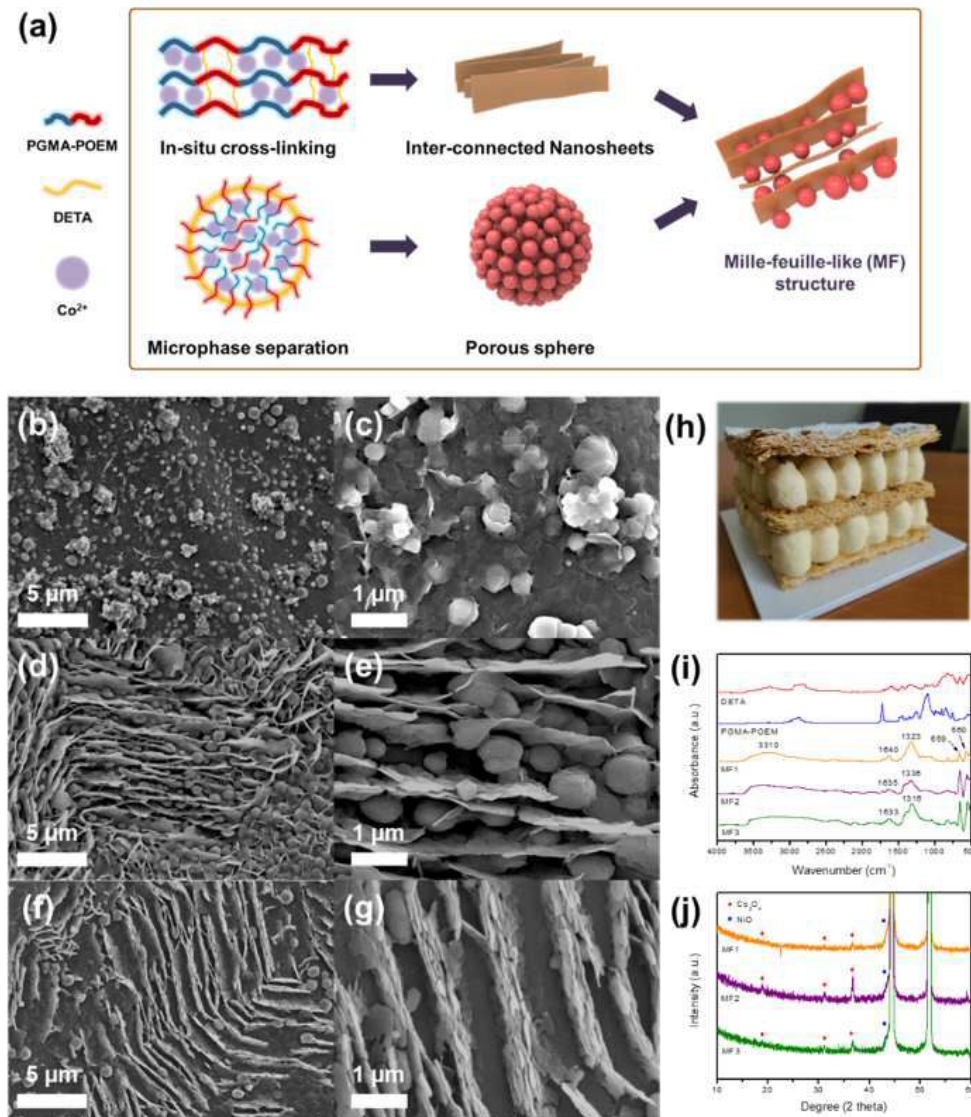 (a)
PGMA-POEM
DETA
Co²⁺
In-situ cross-linking
Inter-connected Nanosheets
Microphase separation
Porous sphere
Mille-feuille-like (MF)
structure
(b)
5 µm
(c)
1 µm
(d)
5 µm
(e)
1 µm
(f)
5 µm
(g)
1 µm
(h)
(i)
Absorbance (a.u.)
DETA
PGMA-POEM
3310
1640
1323
660
MF1
1635
1336
MF2
1633
1316
MF3
4000 3500 3000 2500 2000 1500 1000 500
Wavenumber (cm⁻¹)
(j)
Intensity (a.u.)
Co₃O₄
NiO
MF1
MF2
MF3
10 20 30 40 50 60
Degree (2 theta)